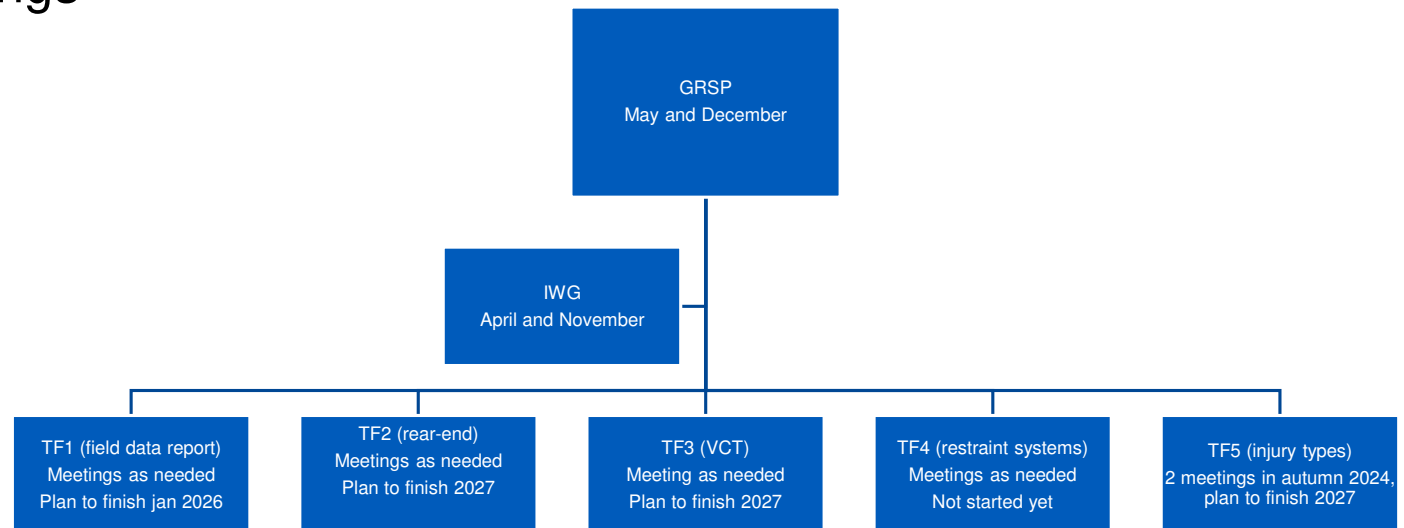 GRSP
May and December
IWG
April and November
TF1 (field data report)
Meetings as needed
Plan to finish jan 2026
TF2 (rear-end)
Meetings as needed
Plan to finish 2027
TF3 (VCT)
Meeting as needed
Plan to finish 2027
TF4 (restraint systems)
Meetings as needed
Not started yet
TF5 (injury types)
2 meetings in autumn 2024,
plan to finish 2027